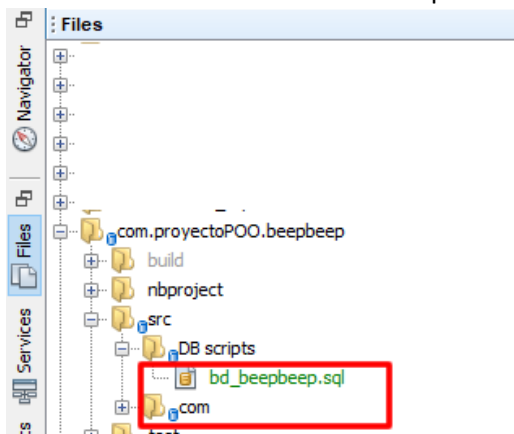 Files
Navigator
Files
Services
com.proyectoPOO.beepbeep
build
nbproject
src
DB scripts
bd_beepbeep.sql
com